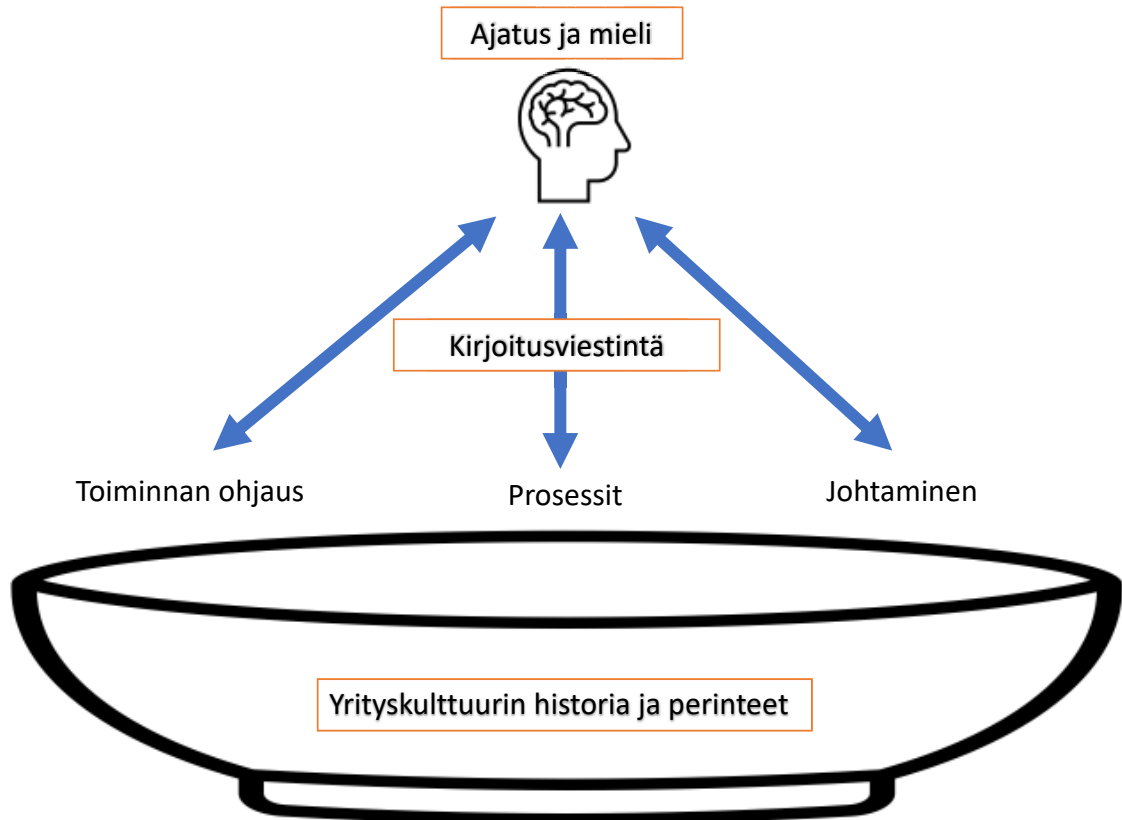 Ajatus ja mieli
Kirjoitusviestintä
Toiminnan ohjaus
Prosessit
Johtaminen
Yrityskulttuurin historia ja perinteet